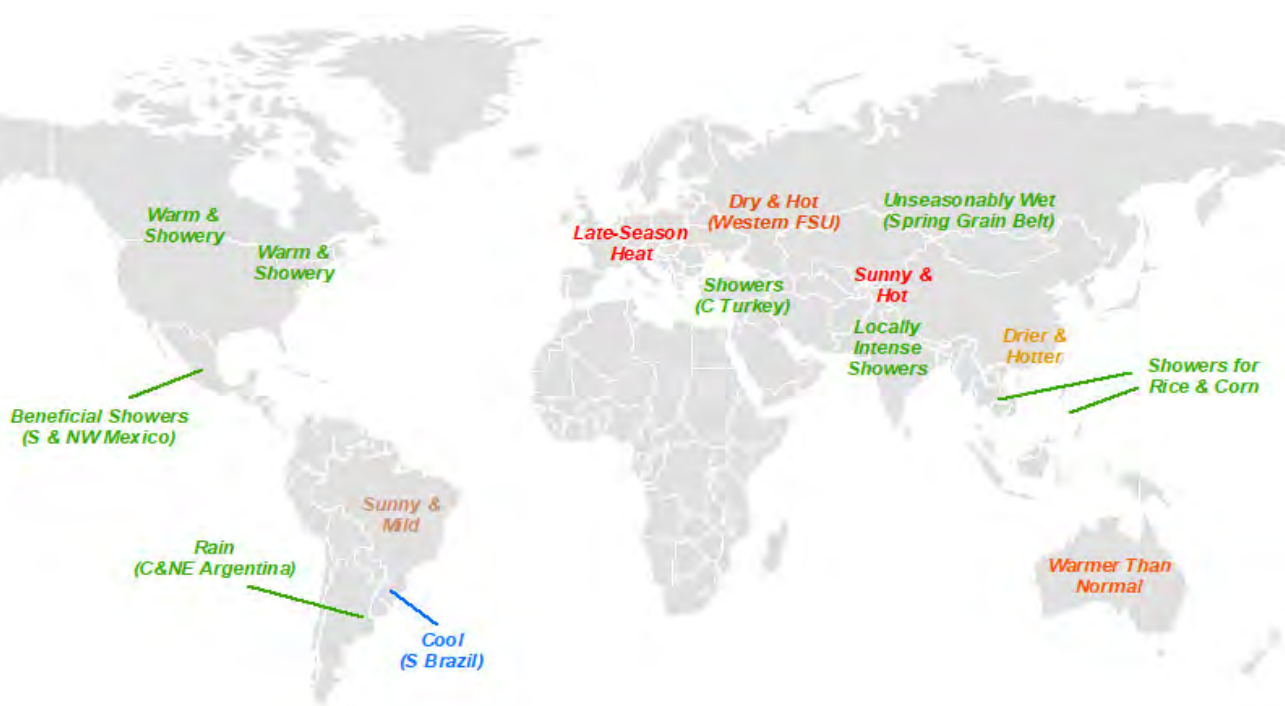 Warm &
Showery
Warm &
Showery
Beneficial Showers
(S & NW Mexico)
Sunny &
Mild
Rain
(C&NE Argentina)
Cool
(S Brazil)
Late-Season
Heat
Dry & Hot
(Western FSU)
Unseasonably Wet
(Spring Grain Belt)
Showers
(C Turkey)
Sunny &
Hot
Locally
Intense
Showers
Drier &
Hotter
Showers for
Rice & Corn
Warmer Than
Normal